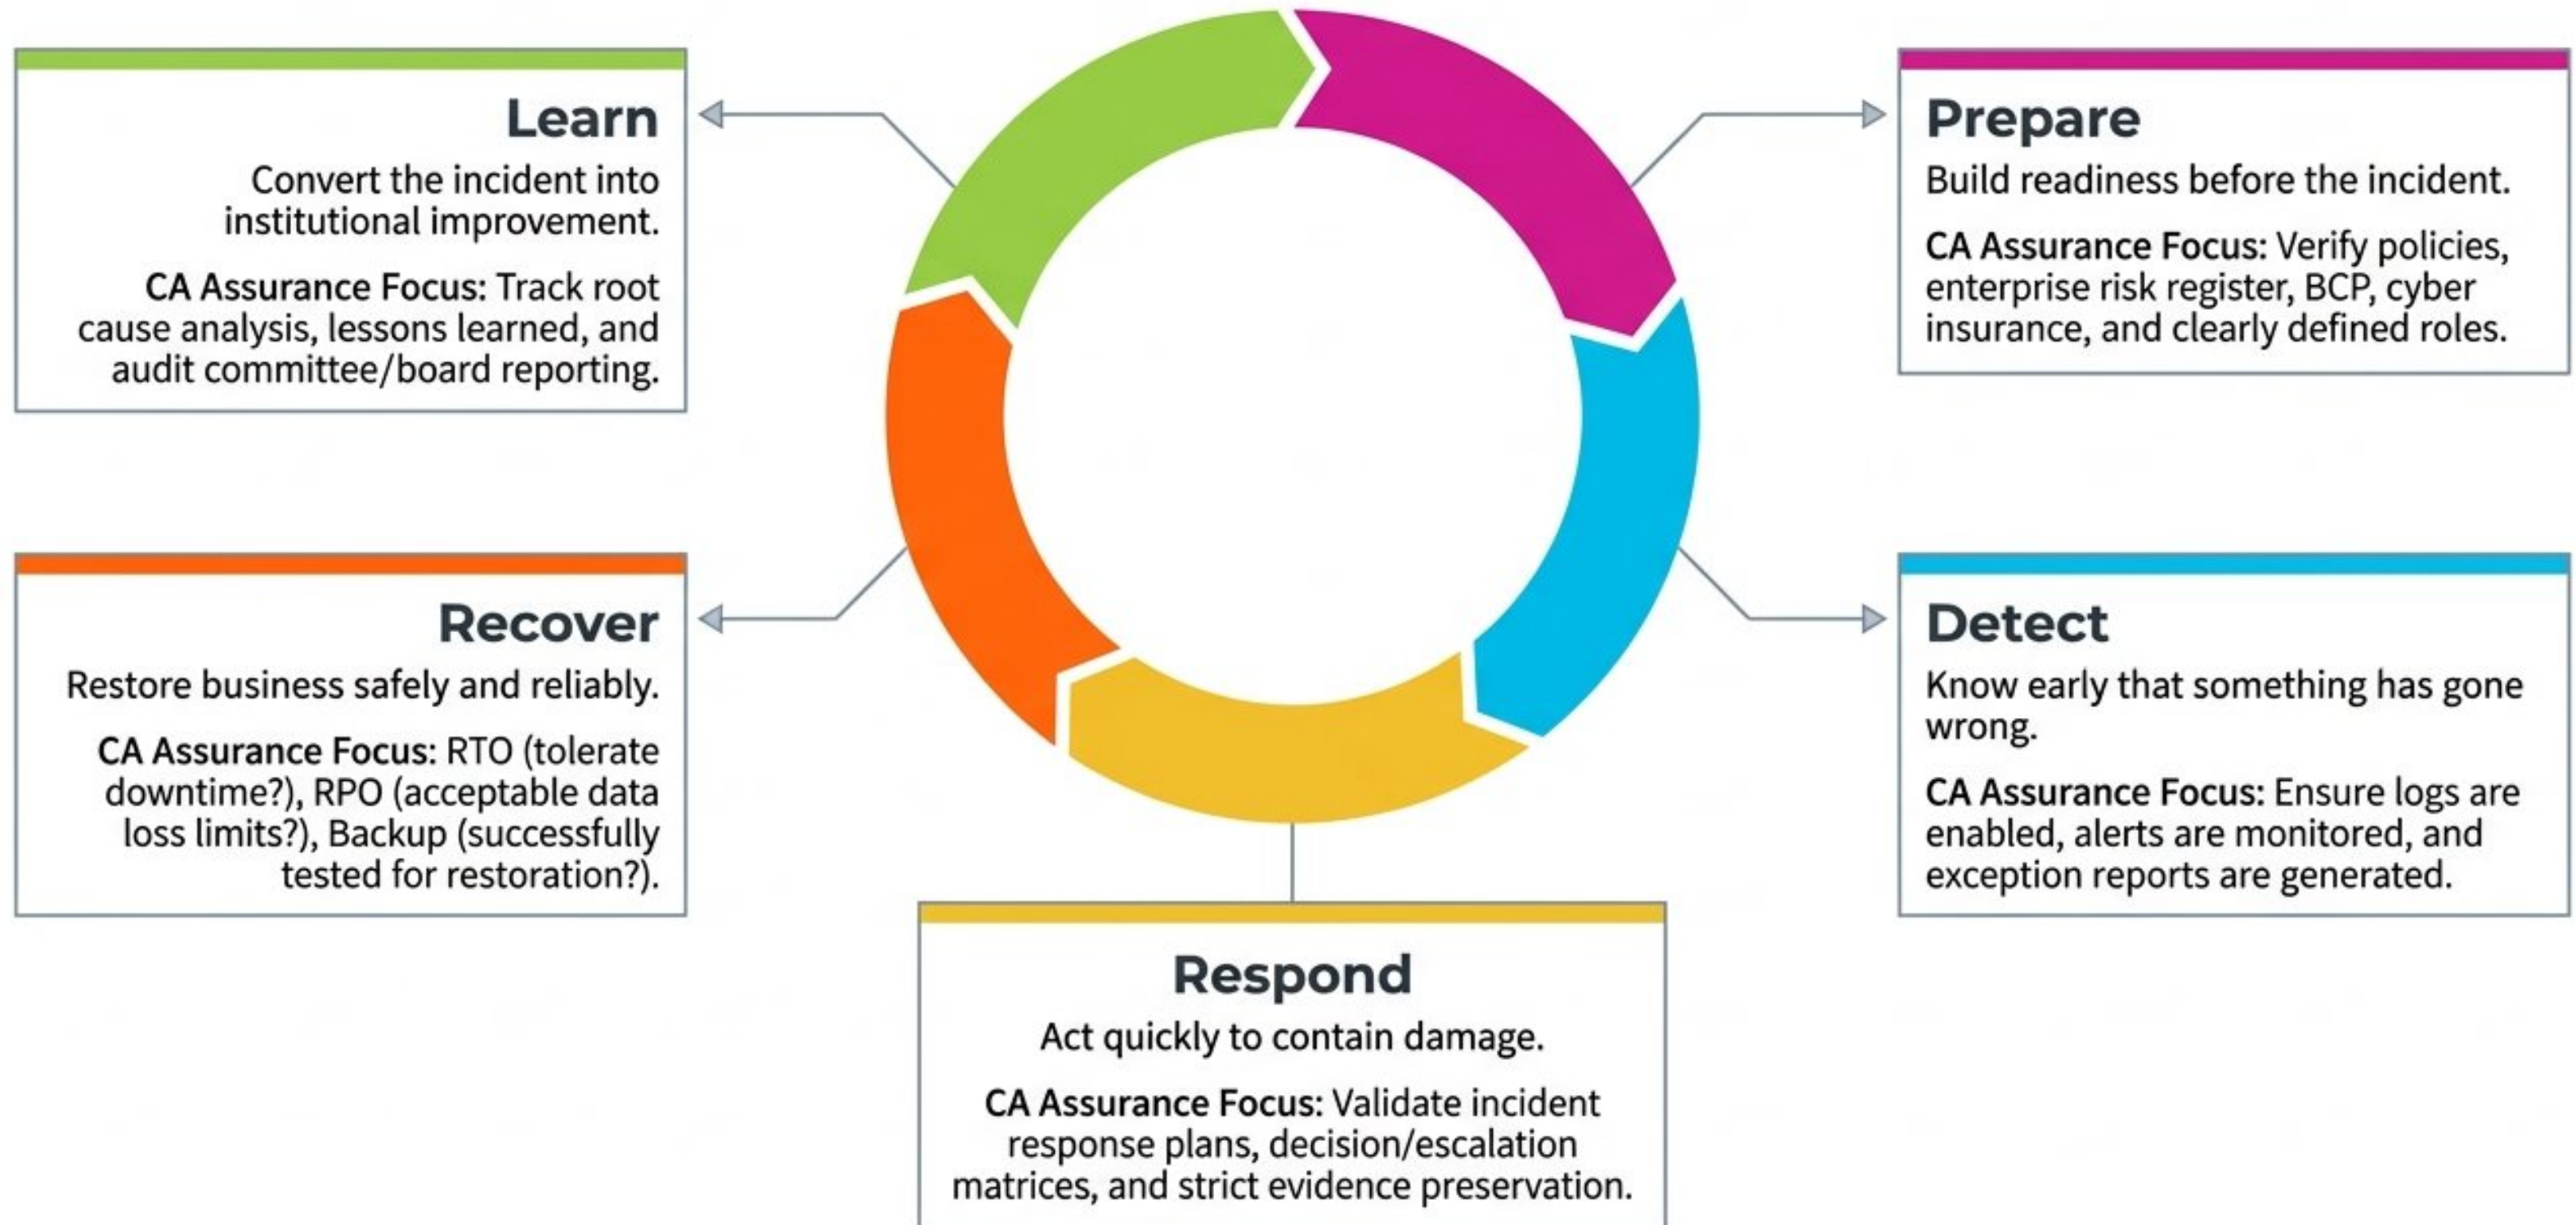 Learn
Convert the incident into
institutional improvement.
CA Assurance Focus: Track root
cause analysis, lessons learned, and
audit committee/board reporting.
Prepare
Build readiness before the incident.
CA Assurance Focus: Verify policies,
enterprise risk register, BCP, cyber
insurance, and clearly defined roles.
Recover
Restore business safely and reliably.
CA Assurance Focus: RTO (tolerate
downtime?), RPO (acceptable data
loss limits?), Backup (successfully
tested for restoration?).
Detect
Know early that something has gone
wrong.
CA Assurance Focus: Ensure logs are
enabled, alerts are monitored, and
exception reports are generated.
Respond
Act quickly to contain damage.
CA Assurance Focus: Validate incident
response plans, decision/escalation
matrices, and strict evidence preservation.